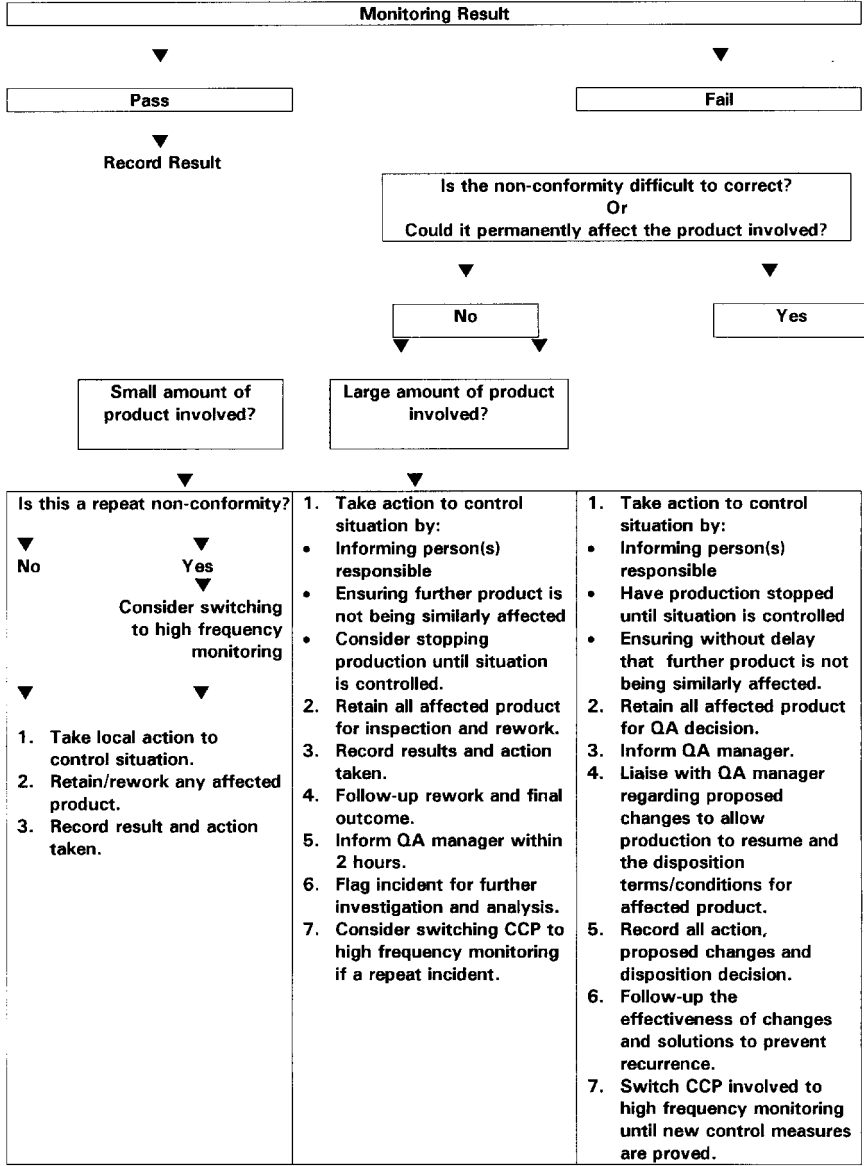 Monitoring Result
Pass
Fail
Record Result
Is the non-conformity difficult to correct?
Or
Could it permanently affect the product involved?
No
Yes
Small amount of
product involved?
Large amount of product
involved?
Is this a repeat non-conformity?
No
Yes
Consider switching
to high frequency
monitoring
1. Take local action to
control situation.
2. Retain/rework any affected
product.
3. Record result and action
taken.
1. Take action to control
situation by:
• Informing person(s)
responsible
• Ensuring further product is
not being similarly affected
• Consider stopping
production until situation
is controlled.
2. Retain all affected product
for inspection and rework.
3. Record results and action
taken.
4. Follow-up rework and final
outcome.
5. Inform QA manager within
2 hours.
6. Flag incident for further
investigation and analysis.
7. Consider switching CCP to
high frequency monitoring
if a repeat incident.
1. Take action to control
situation by:
• Informing person(s)
responsible
• Have production stopped
until situation is controlled
• Ensuring without delay
that further product is not
being similarly affected.
2. Retain all affected product
for QA decision.
3. Inform QA manager.
4. Liaise with QA manager
regarding proposed
changes to allow
production to resume and
the disposition
terms/conditions for
affected product.
5. Record all action,
proposed changes and
disposition decision.
6. Follow-up the
effectiveness of changes
and solutions to prevent
recurrence.
7. Switch CCP involved to
high frequency monitoring
until new control measures
are proved.